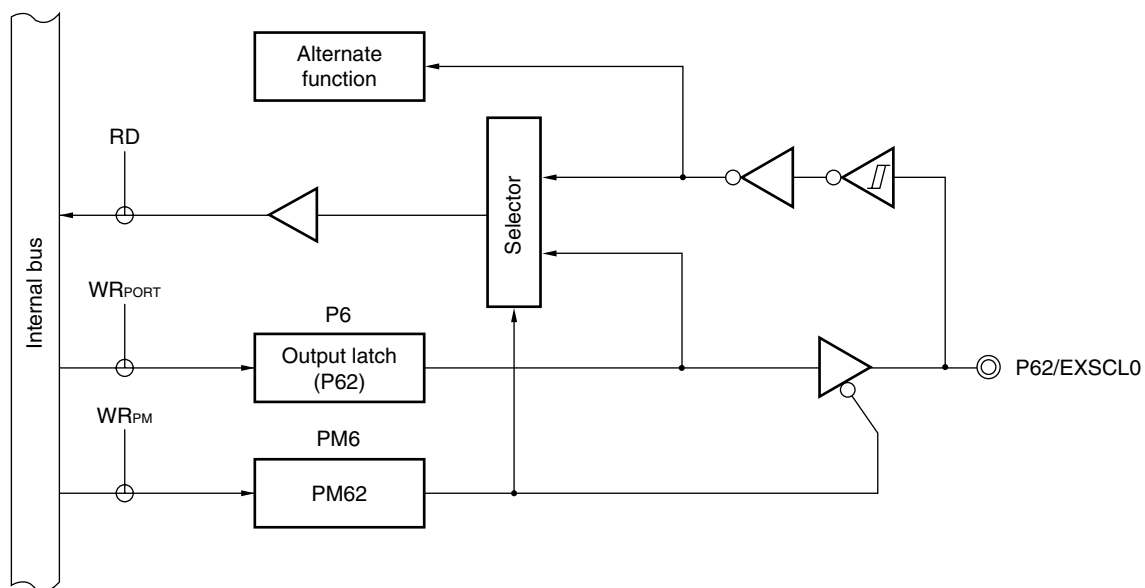 Alternate
function
RD
Selector
Internal bus
WRPORT
P6
Output latch
(P62)
P62/EXSCL0
WRPM
PM6
PM62